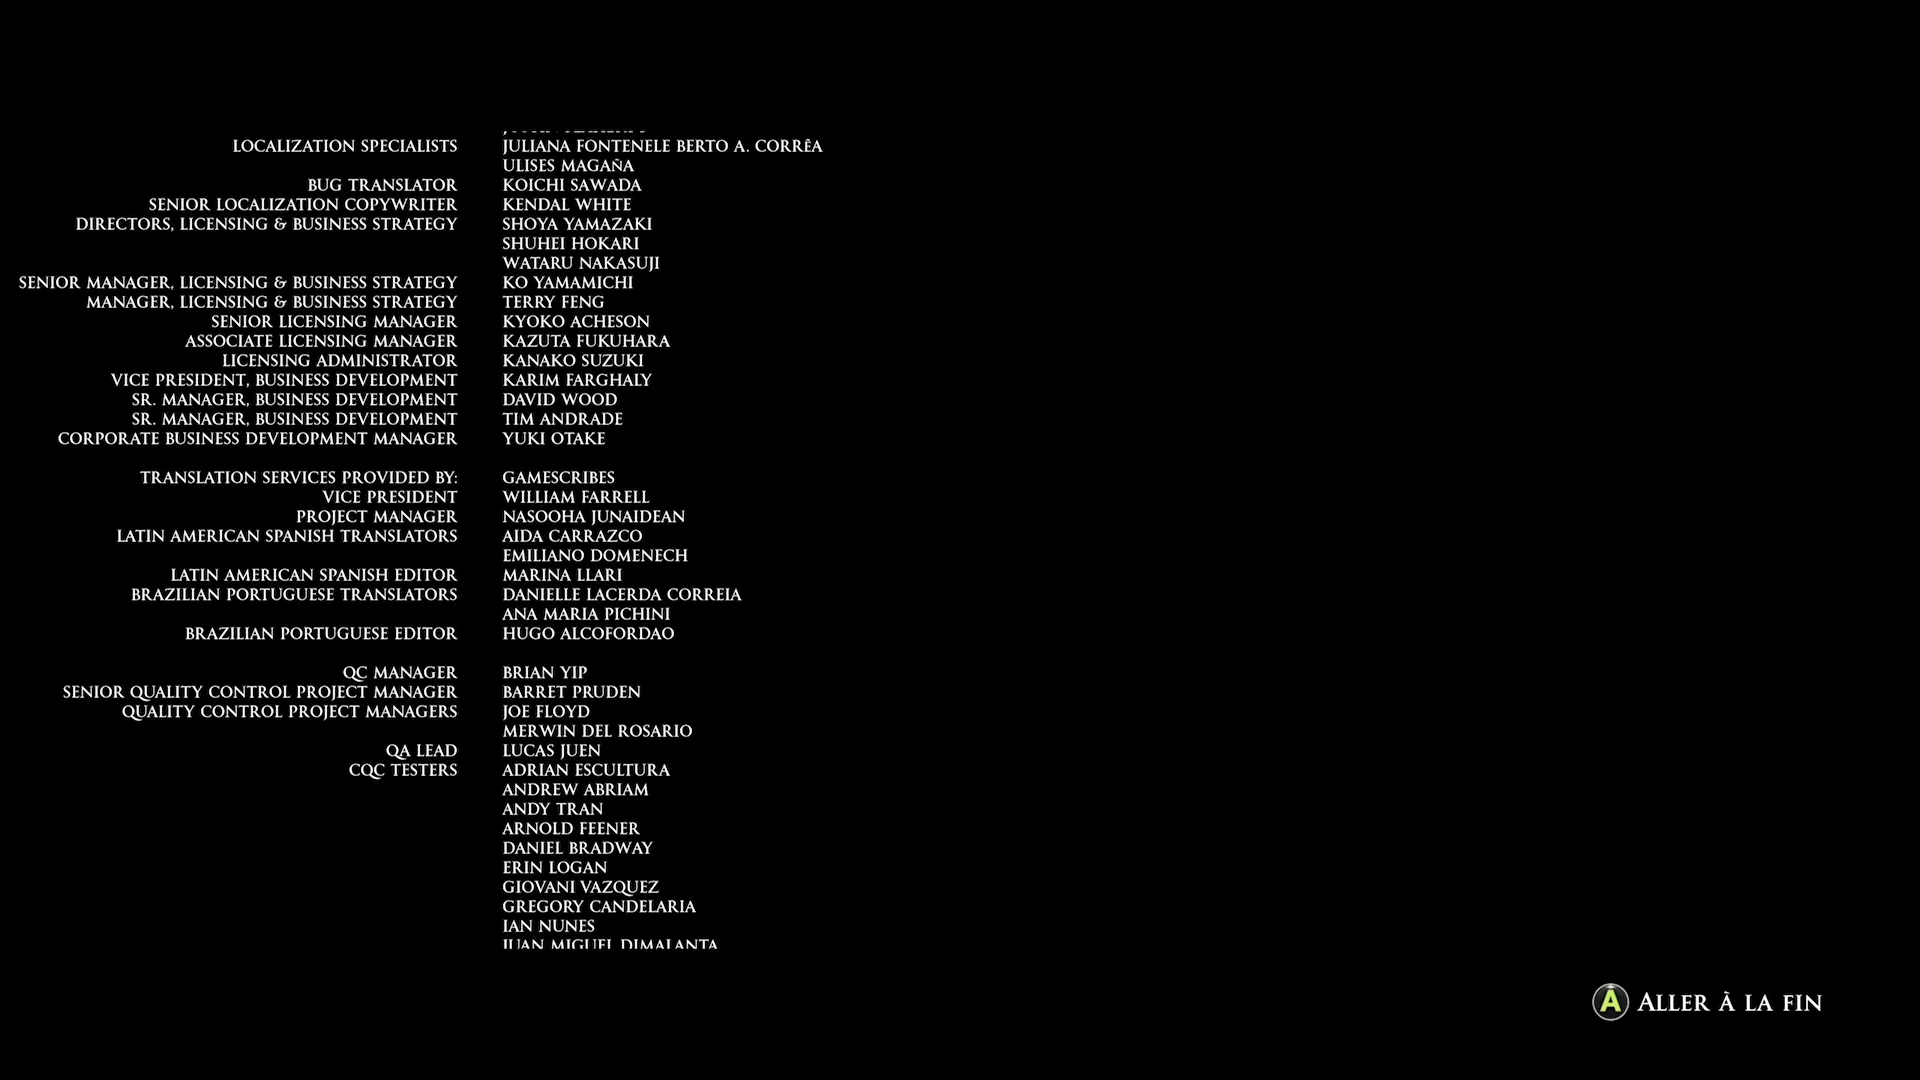 LOCALIZATION SPECIALISTS JULIANA FONTENELE BERTO A. CORRÊA
ULISES MAGAÑA
BUG TRANSLATOR KOICHI SAWADA
SENIOR LOCALIZATION COPYWRITER KENDAL WHITE
DIRECTORS, LICENSING & BUSINESS STRATEGY SHOYA YAMAZAKI
SHUHEI HOKARI
WATARU NAKASUJI
SENIOR MANAGER, LICENSING & BUSINESS STRATEGY KO YAMAMICHI
MANAGER, LICENSING & BUSINESS STRATEGY TERRY FENG
SENIOR LICENSING MANAGER KYOKO ACHESON
ASSOCIATE LICENSING MANAGER KAZUTA FUKUHARA
LICENSING ADMINISTRATOR KANAKO SUZUKI
VICE PRESIDENT, BUSINESS DEVELOPMENT KARIM FARGHALY
SR. MANAGER, BUSINESS DEVELOPMENT DAVID WOOD
SR. MANAGER, BUSINESS DEVELOPMENT TIM ANDRADE
CORPORATE BUSINESS DEVELOPMENT MANAGER YUKI OTAKE
TRANSLATION SERVICES PROVIDED BY: GAMESCRIBES
VICE PRESIDENT WILLIAM FARRELL
PROJECT MANAGER NASOOHA JUNAIDEAN
LATIN AMERICAN SPANISH TRANSLATORS AIDA CARRAZCO
EMILIANO DOMENECH
LATIN AMERICAN SPANISH EDITOR MARINA LLARI
BRAZILIAN PORTUGUESE TRANSLATORS DANIELLE LACERDA CORREIA
ANA MARIA PICHINI
BRAZILIAN PORTUGUESE EDITOR HUGO ALCOFORDAO
QC MANAGER BRIAN YIP
SENIOR QUALITY CONTROL PROJECT MANAGER BARRET PRUDEN
QUALITY CONTROL PROJECT MANAGERS JOE FLOYD
MERWIN DEL ROSARIO
QA LEAD LUCAS JUEN
CQC TESTERS ADRIAN ESCULTURA
ANDREW ABRIAM
ANDY TRAN
ARNOLD FEENER
DANIEL BRADWAY
ERIN LOGAN
GIOVANI VAZQUEZ
GREGORY CANDELARIA
IAN NUNES
JUAN MIGUEL DIMALANTA
A ALLER À LA FIN